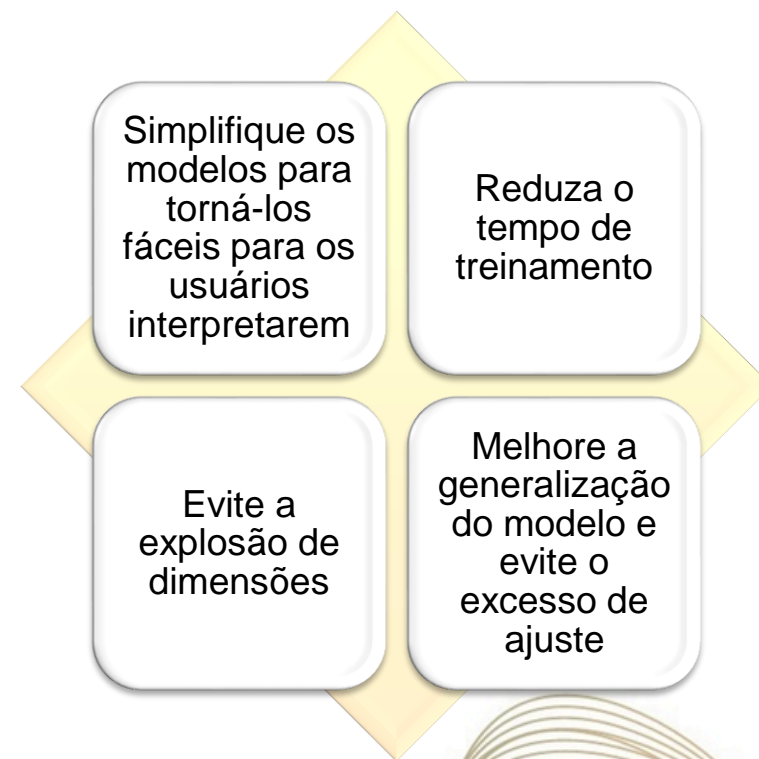 Simplifique os
modelos para
torná-los
fáceis para os
usuários
interpretarem
Reduza o
tempo de
treinamento
Evite a
explosão de
dimensões
Melhore a
generalização
do modelo e
evite o
excesso de
ajuste